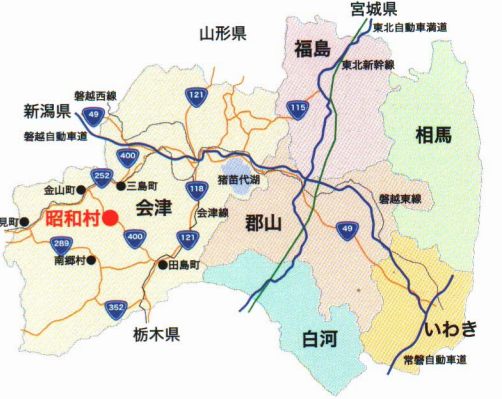 宮城県
東北自動車満道
山形県
福島
東北新幹線
磐越西線
121
115
新潟県
49
相馬
磐越自動車道
400
猪苗代湖
252
三島町
金山町
118
会津
磐越東線
見町
昭和村
会津線
郡山
49
400
121
289
南郷村
田島町
352
栃木県
白河
いわき
常磐自動車道